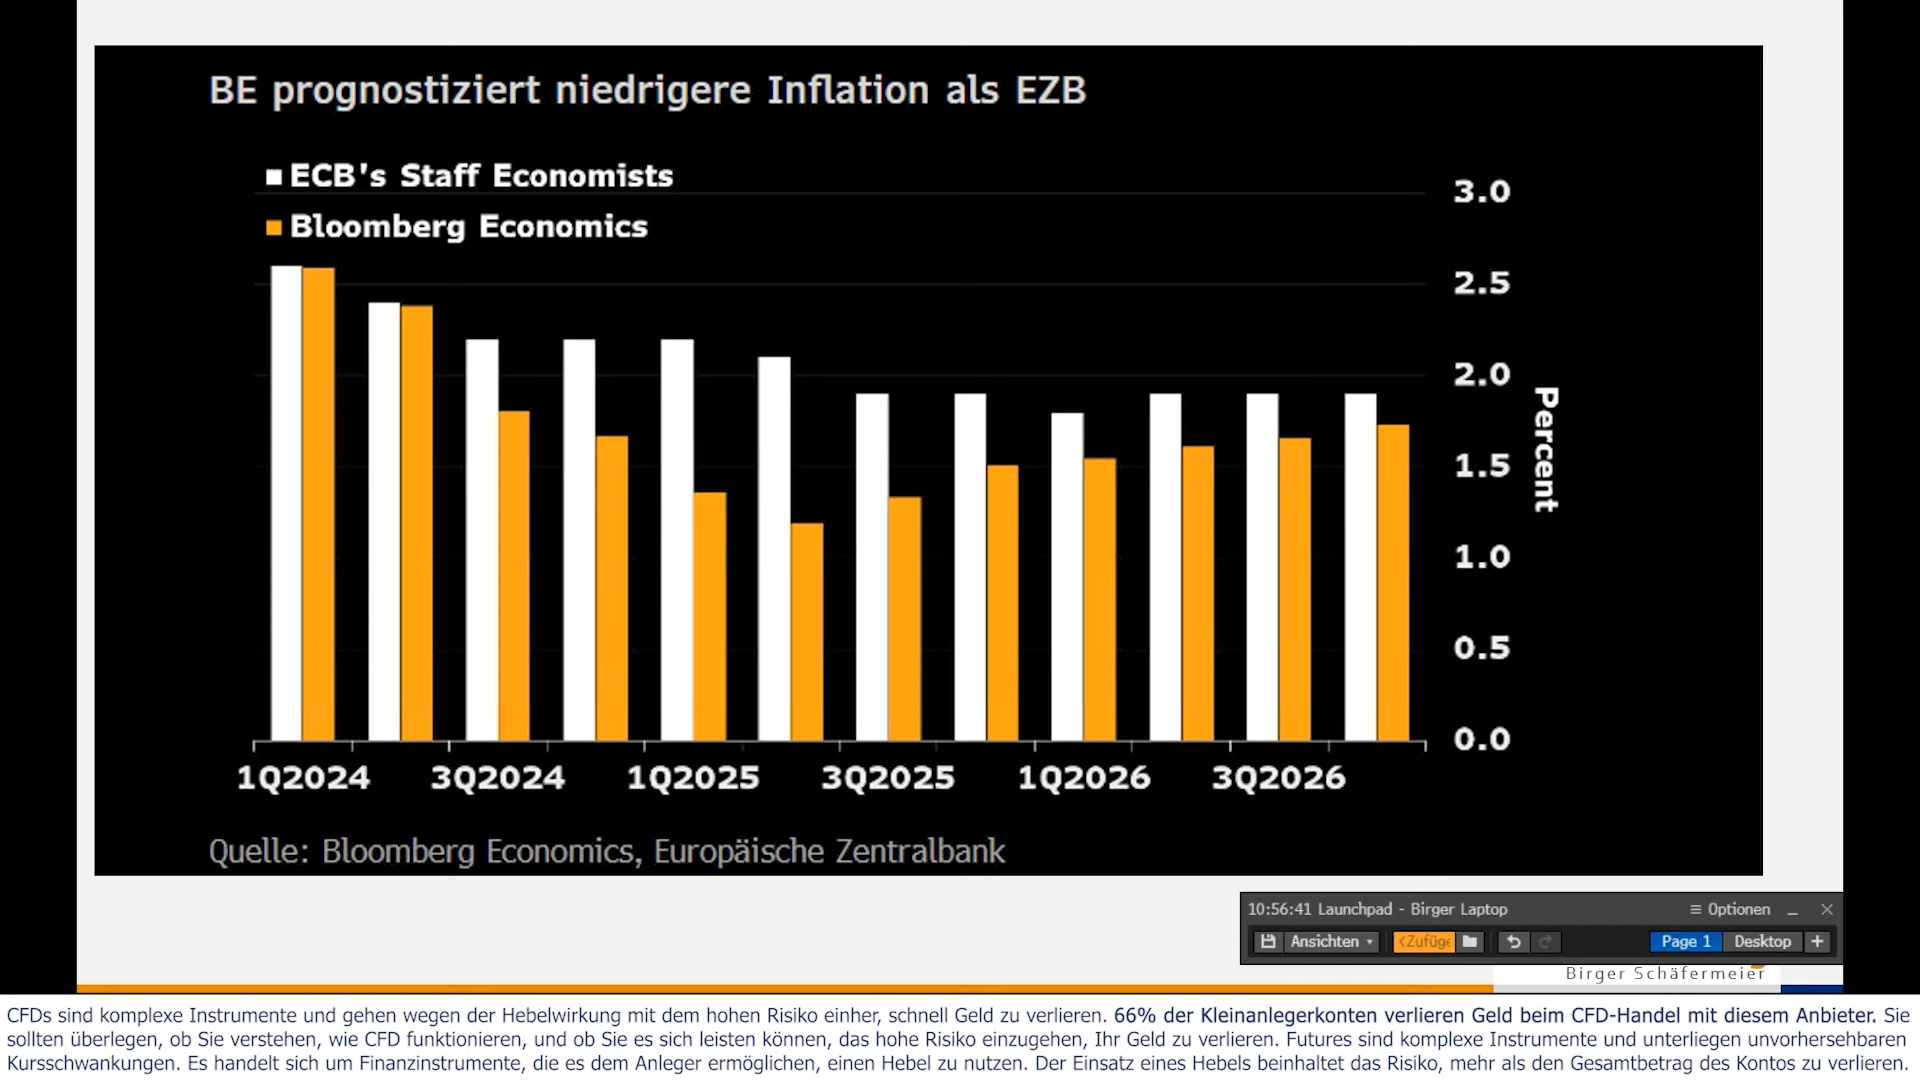 BE prognostiziert niedrigere Inflation als EZB
ECB's Staff Economists
Bloomberg Economics
3.0
2.5
2.0
1.5
1.0
0.5
0.0
Percent
1Q2024 3Q2024 1Q2025 3Q2025 1Q2026 3Q2026
Quelle: Bloomberg Economics, Europäische Zentralbank
10:56:41 Launchpad - Birger Laptop Optionen
Ansichten <Zufüge Page 1 Desktop +
Birger Schäfermeier
CFDs sind komplexe Instrumente und gehen wegen der Hebelwirkung mit dem hohen Risiko einher, schnell Geld zu verlieren. 66% der Kleinanlegerkonten verlieren Geld beim CFD-Handel mit diesem Anbieter. Sie
sollten überlegen, ob Sie verstehen, wie CFD funktionieren, und ob Sie es sich leisten können, das hohe Risiko einzugehen, Ihr Geld zu verlieren. Futures sind komplexe Instrumente und unterliegen unvorhersehbaren
Kursschwankungen. Es handelt sich um Finanzinstrumente, die es dem Anleger ermöglichen, einen Hebel zu nutzen. Der Einsatz eines Hebels beinhaltet das Risiko, mehr als den Gesamtbetrag des Kontos zu verlieren.